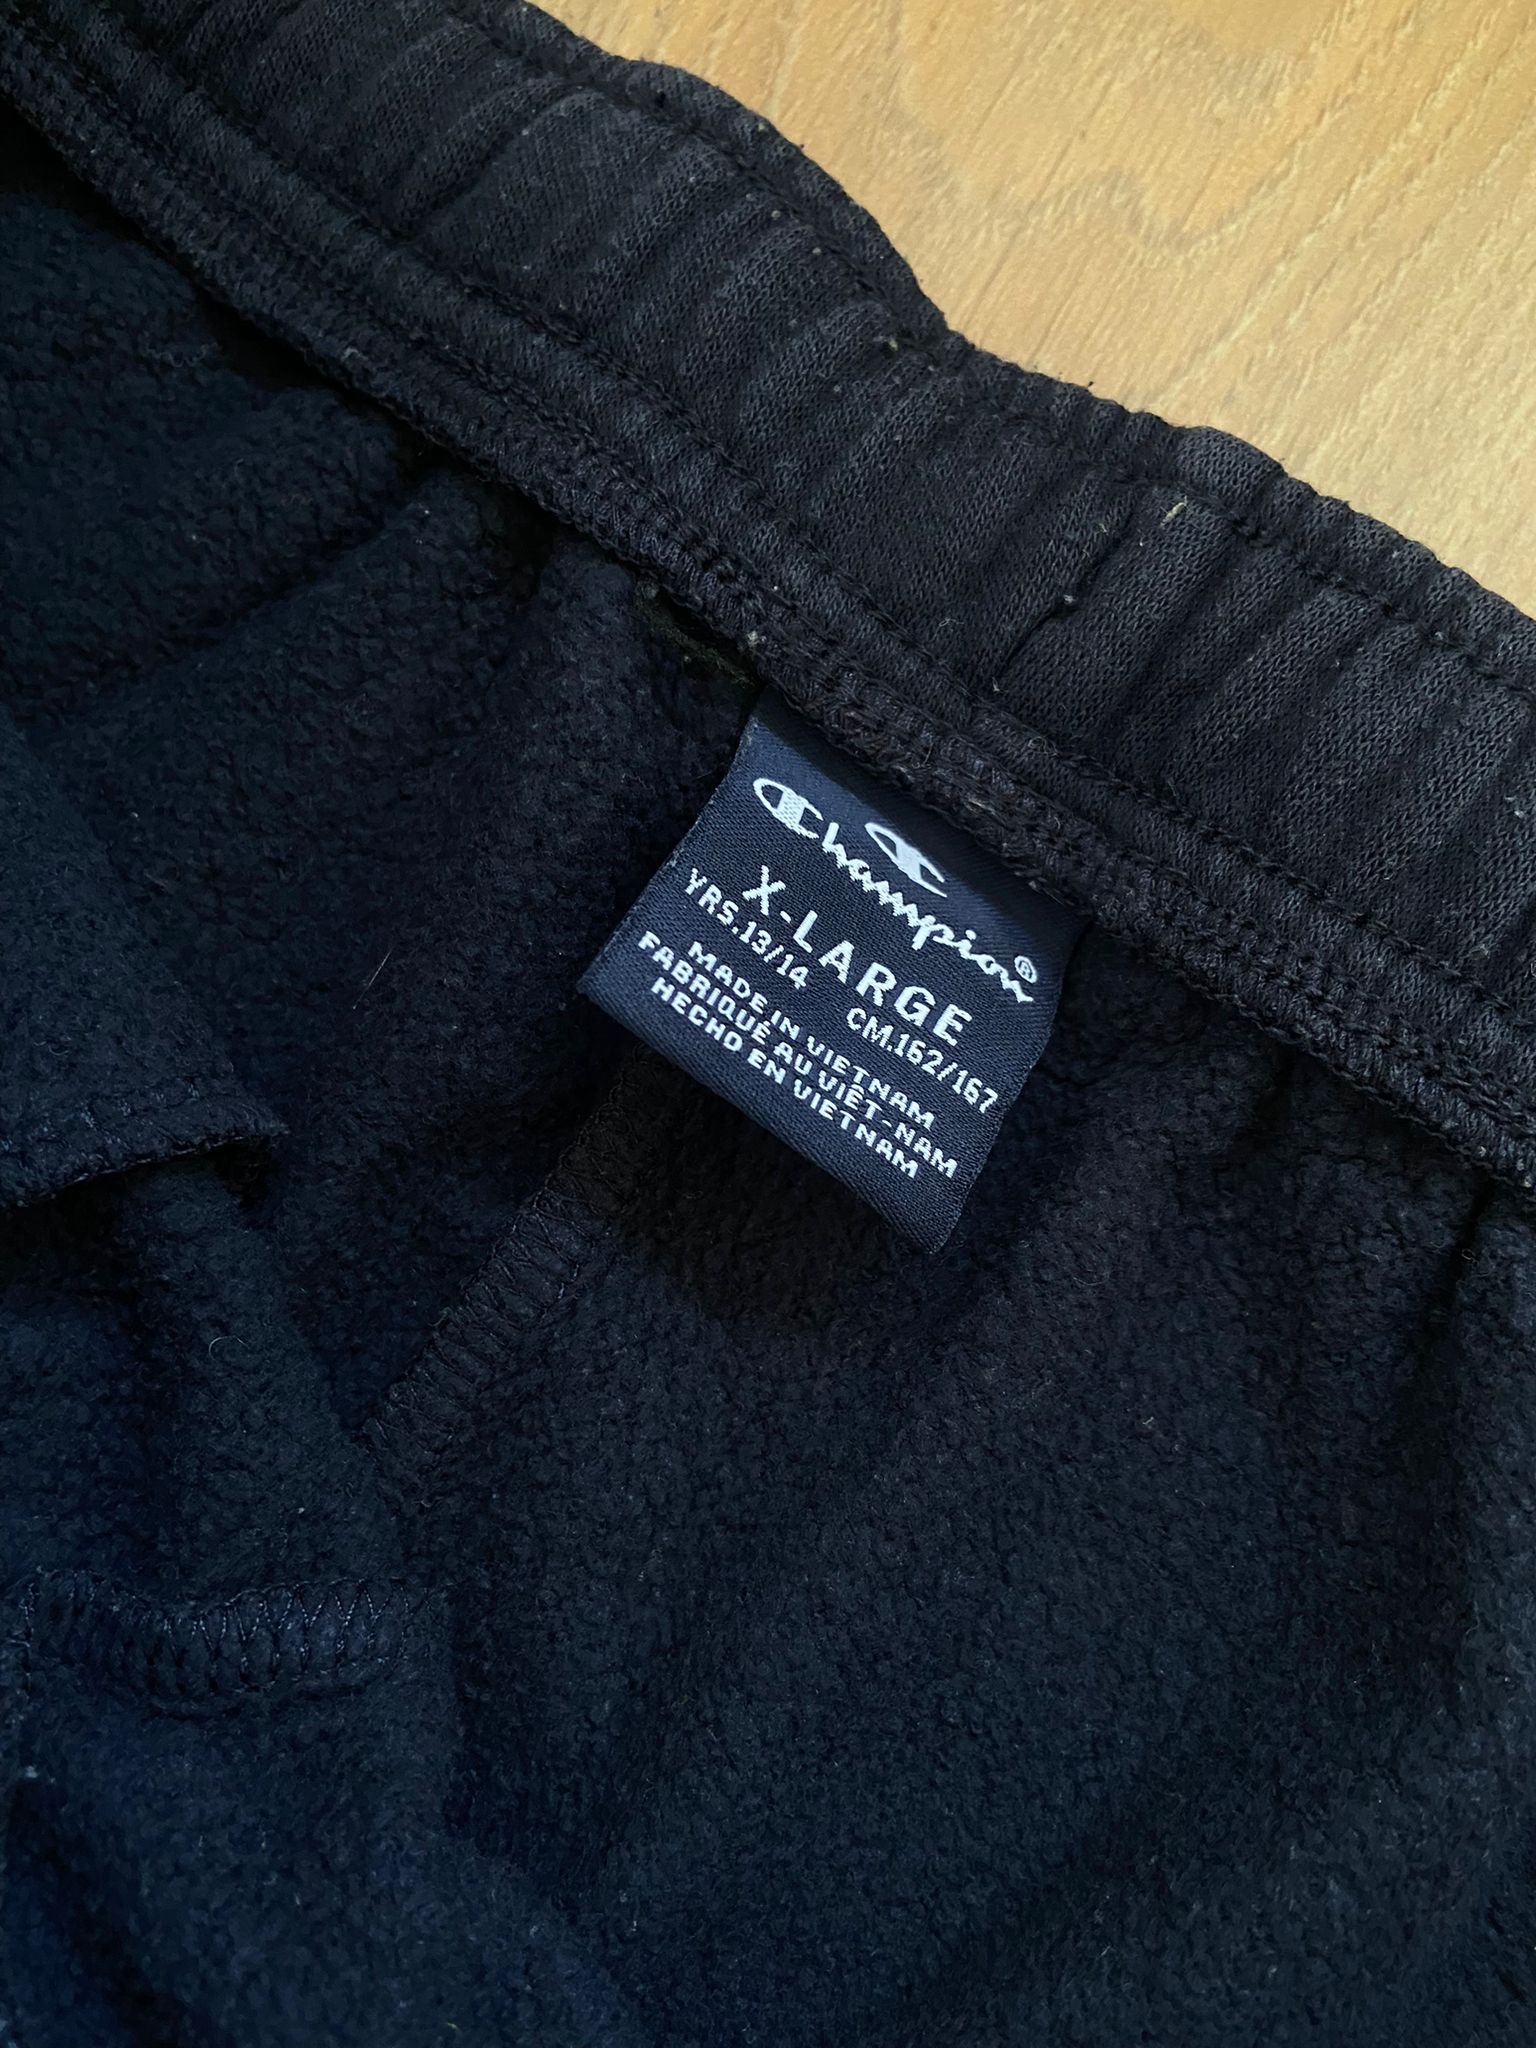 Champion®
X-LARGE
YRS.13/14 CM.162/167
MADE IN VIETNAM
FABRIQUÉ AU VIÊT-NAM
HECHO EN VIETNAM